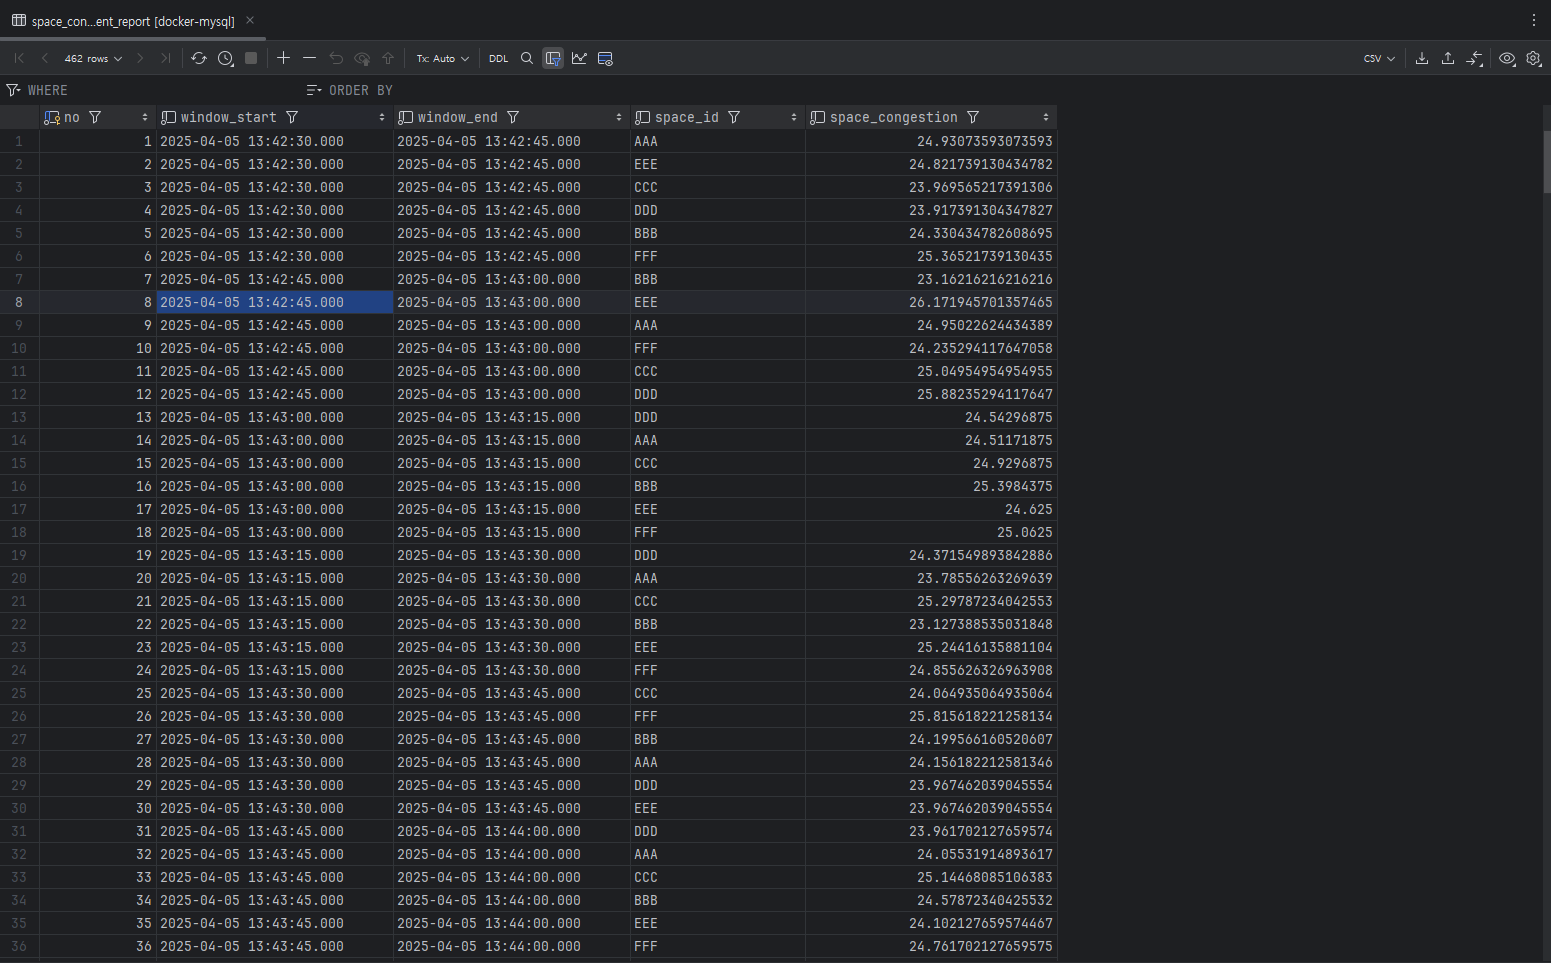 space_con...ent_report [docker-mysql]
462 rows Tx: Auto DDL CSV
WHERE ORDER BY
no window_start window_end space_id space_congestion
1 1 2025-04-05 13:42:30.000 2025-04-05 13:42:45.000 AAA 24.93073593073593
2 2 2025-04-05 13:42:30.000 2025-04-05 13:42:45.000 EEE 24.821739130434782
3 3 2025-04-05 13:42:30.000 2025-04-05 13:42:45.000 CCC 23.969565217391306
4 4 2025-04-05 13:42:30.000 2025-04-05 13:42:45.000 DDD 23.917391304347827
5 5 2025-04-05 13:42:30.000 2025-04-05 13:42:45.000 BBB 24.330434782608695
6 6 2025-04-05 13:42:30.000 2025-04-05 13:42:45.000 FFF 25.36521739130435
7 7 2025-04-05 13:42:45.000 2025-04-05 13:43:00.000 BBB 23.16216216216216
8 8 2025-04-05 13:42:45.000 2025-04-05 13:43:00.000 EEE 26.171945701357465
9 9 2025-04-05 13:42:45.000 2025-04-05 13:43:00.000 AAA 24.95022624434389
10 10 2025-04-05 13:42:45.000 2025-04-05 13:43:00.000 FFF 24.235294117647058
11 11 2025-04-05 13:42:45.000 2025-04-05 13:43:00.000 CCC 25.04954954954955
12 12 2025-04-05 13:42:45.000 2025-04-05 13:43:00.000 DDD 25.88235294117647
13 13 2025-04-05 13:43:00.000 2025-04-05 13:43:15.000 DDD 24.54296875
14 14 2025-04-05 13:43:00.000 2025-04-05 13:43:15.000 AAA 24.51171875
15 15 2025-04-05 13:43:00.000 2025-04-05 13:43:15.000 CCC 24.9296875
16 16 2025-04-05 13:43:00.000 2025-04-05 13:43:15.000 BBB 25.3984375
17 17 2025-04-05 13:43:00.000 2025-04-05 13:43:15.000 EEE 24.625
18 18 2025-04-05 13:43:00.000 2025-04-05 13:43:15.000 FFF 25.0625
19 19 2025-04-05 13:43:15.000 2025-04-05 13:43:30.000 DDD 24.371549893842886
20 20 2025-04-05 13:43:15.000 2025-04-05 13:43:30.000 AAA 23.78556263269639
21 21 2025-04-05 13:43:15.000 2025-04-05 13:43:30.000 CCC 25.29787234042553
22 22 2025-04-05 13:43:15.000 2025-04-05 13:43:30.000 BBB 23.127388535031848
23 23 2025-04-05 13:43:15.000 2025-04-05 13:43:30.000 EEE 25.24416135881104
24 24 2025-04-05 13:43:15.000 2025-04-05 13:43:30.000 FFF 24.855626326963908
25 25 2025-04-05 13:43:30.000 2025-04-05 13:43:45.000 CCC 24.064935064935064
26 26 2025-04-05 13:43:30.000 2025-04-05 13:43:45.000 FFF 25.815618221258134
27 27 2025-04-05 13:43:30.000 2025-04-05 13:43:45.000 BBB 24.199566160520607
28 28 2025-04-05 13:43:30.000 2025-04-05 13:43:45.000 AAA 24.156182212581346
29 29 2025-04-05 13:43:30.000 2025-04-05 13:43:45.000 DDD 23.967462039045554
30 30 2025-04-05 13:43:30.000 2025-04-05 13:43:45.000 EEE 23.967462039045554
31 31 2025-04-05 13:43:45.000 2025-04-05 13:44:00.000 DDD 23.961702127659574
32 32 2025-04-05 13:43:45.000 2025-04-05 13:44:00.000 AAA 24.05531914893617
33 33 2025-04-05 13:43:45.000 2025-04-05 13:44:00.000 CCC 25.14468085106383
34 34 2025-04-05 13:43:45.000 2025-04-05 13:44:00.000 BBB 24.57872340425532
35 35 2025-04-05 13:43:45.000 2025-04-05 13:44:00.000 EEE 24.102127659574467
36 36 2025-04-05 13:43:45.000 2025-04-05 13:44:00.000 FFF 24.761702127659575